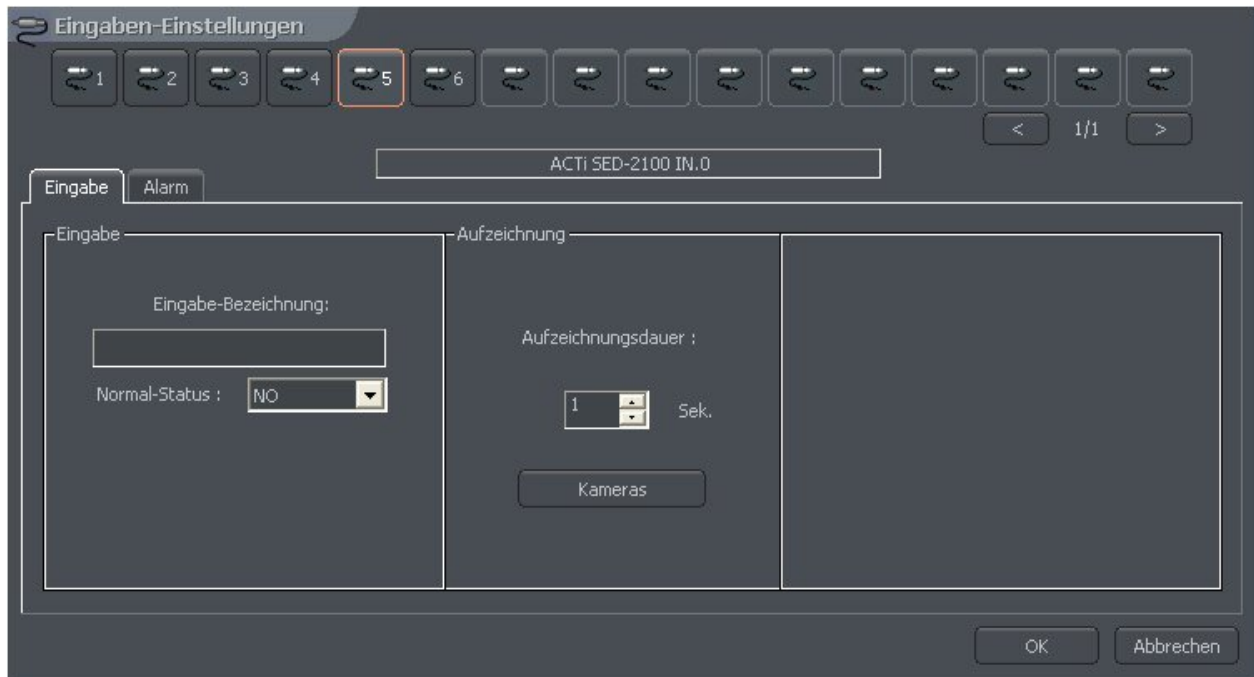 Eingaben-Einstellungen
1 2 3 4 5 6
< 1/1 >
ACTi SED-2100 IN.0
Eingabe Alarm
Eingabe
Eingabe-Bezeichnung:
Normal-Status : NO
Aufzeichnung
Aufzeichnungsdauer :
1 Sek.
Kameras
OK Abbrechen